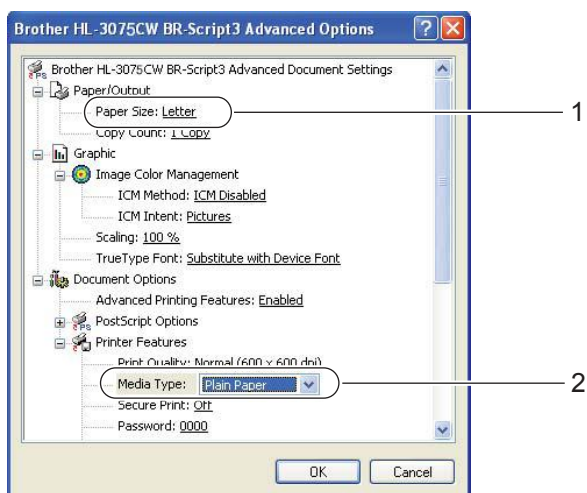 Brother HL-3075CW BR-Script3 Advanced Options
Brother HL-3075CW BR-Script3 Advanced Document Settings
Paper/Output
Paper Size: Letter
1
Copy Count: 1 Copy
Graphic
Image Color Management
ICM Method: ICM Disabled
ICM Intent: Pictures
Scaling: 100 %
TrueType Font: Substitute with Device Font
Document Options
Advanced Printing Features: Enabled
PostScript Options
Printer Features
Print Quality: Normal (600 x 600 dpi)
Media Type: Plain Paper
2
Secure Print: Off
Password: 0000
OK
Cancel